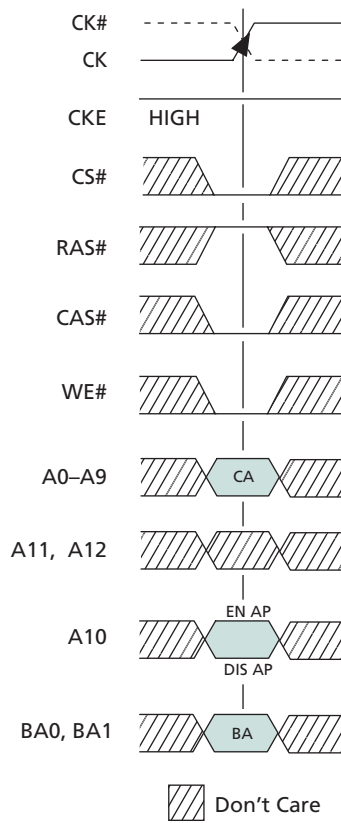 CK#
CK
CKE HIGH
CS#
RAS#
CAS#
WE#
A0–A9 CA
A11, A12
EN AP
A10
DIS AP
BA0, BA1 BA
Don't Care